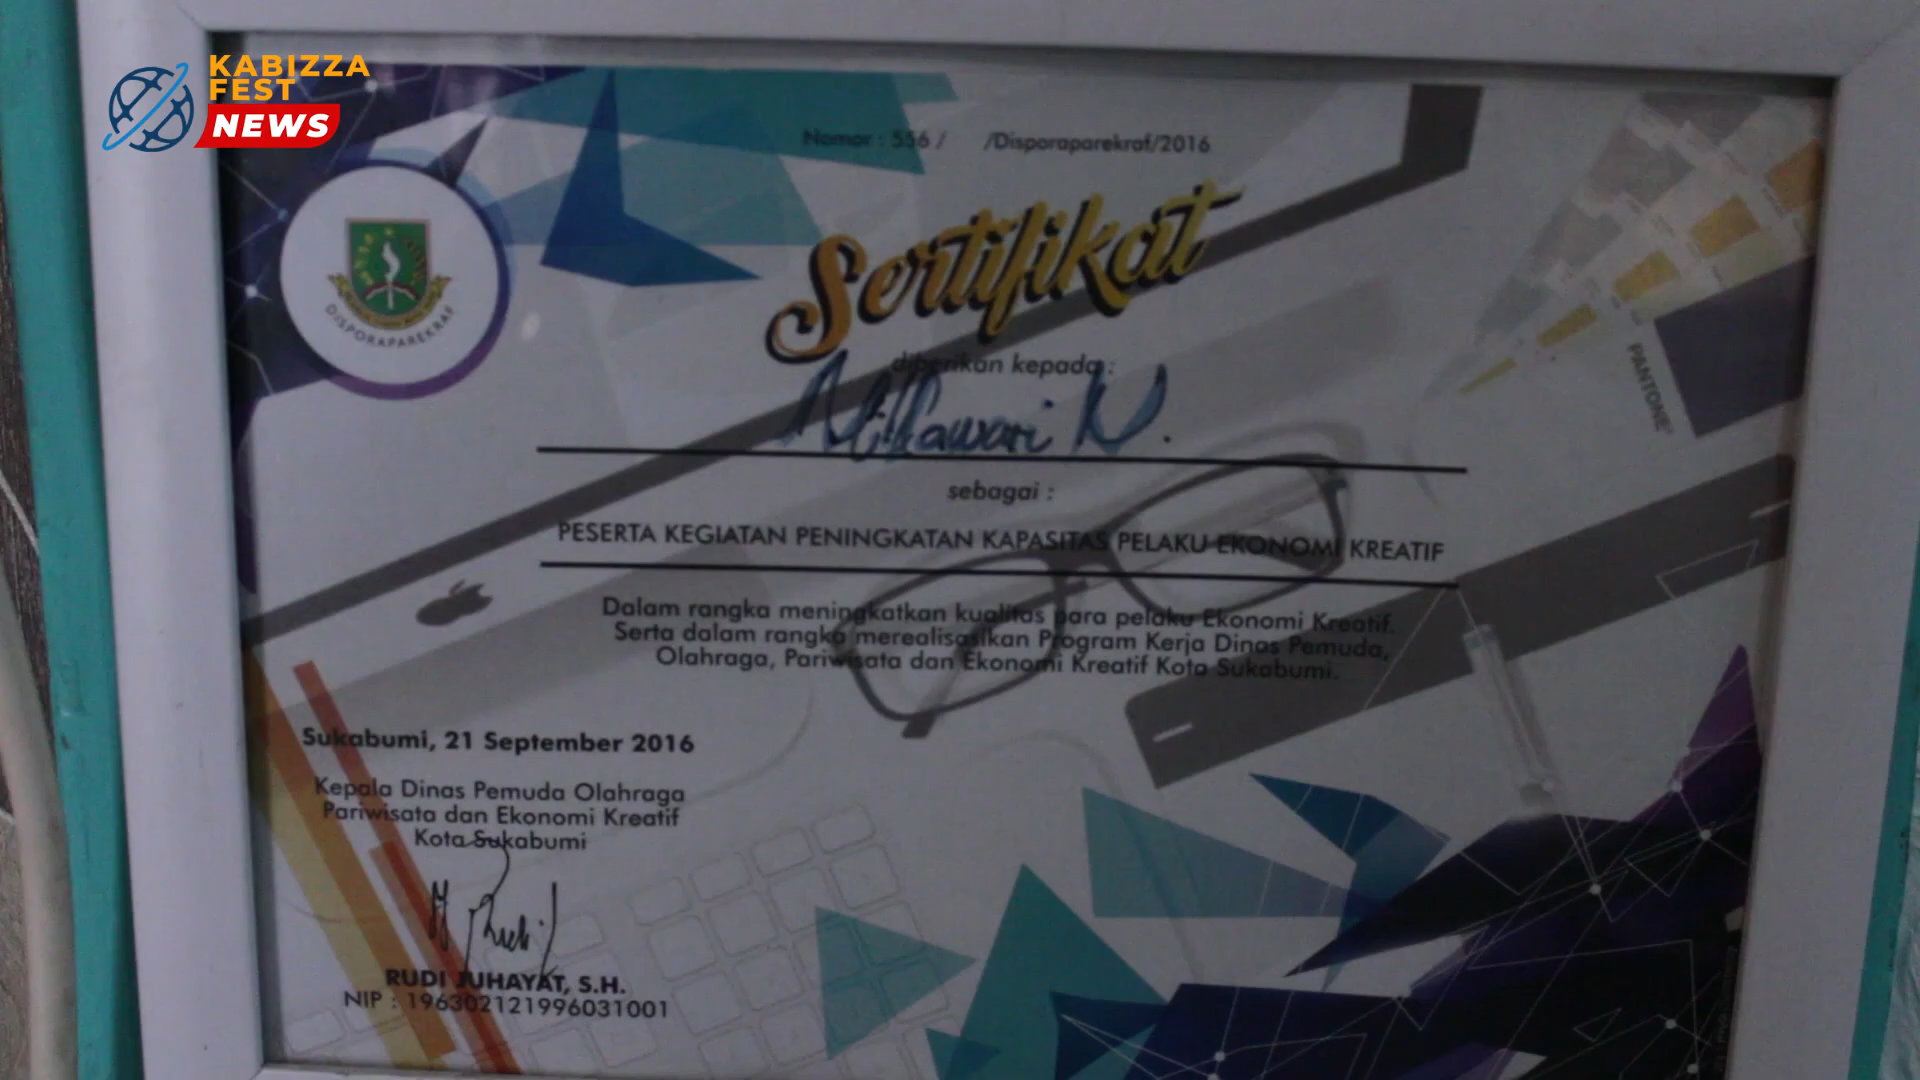 KABIZZA
FEST
NEWS
Nomor : 556 / /Disporaparekraf/2016
DISPORAPAREKRAF
Sertifikat
diberikan kepada :
PANTONE
sebagai :
PESERTA KEGIATAN PENINGKATAN KAPASITAS PELAKU EKONOMI KREATIF
Dalam rangka meningkatkan kualitas para pelaku Ekonomi Kreatif.
Serta dalam rangka merealisasikan Program Kerja Dinas Pemuda,
Olahraga, Pariwisata dan Ekonomi Kreatif Kota Sukabumi.
Sukabumi, 21 September 2016
Kepala Dinas Pemuda Olahraga
Pariwisata dan Ekonomi Kreatif
Kota Sukabumi
RUDI JUHAYAT, S.H.
NIP : 196302121996031001